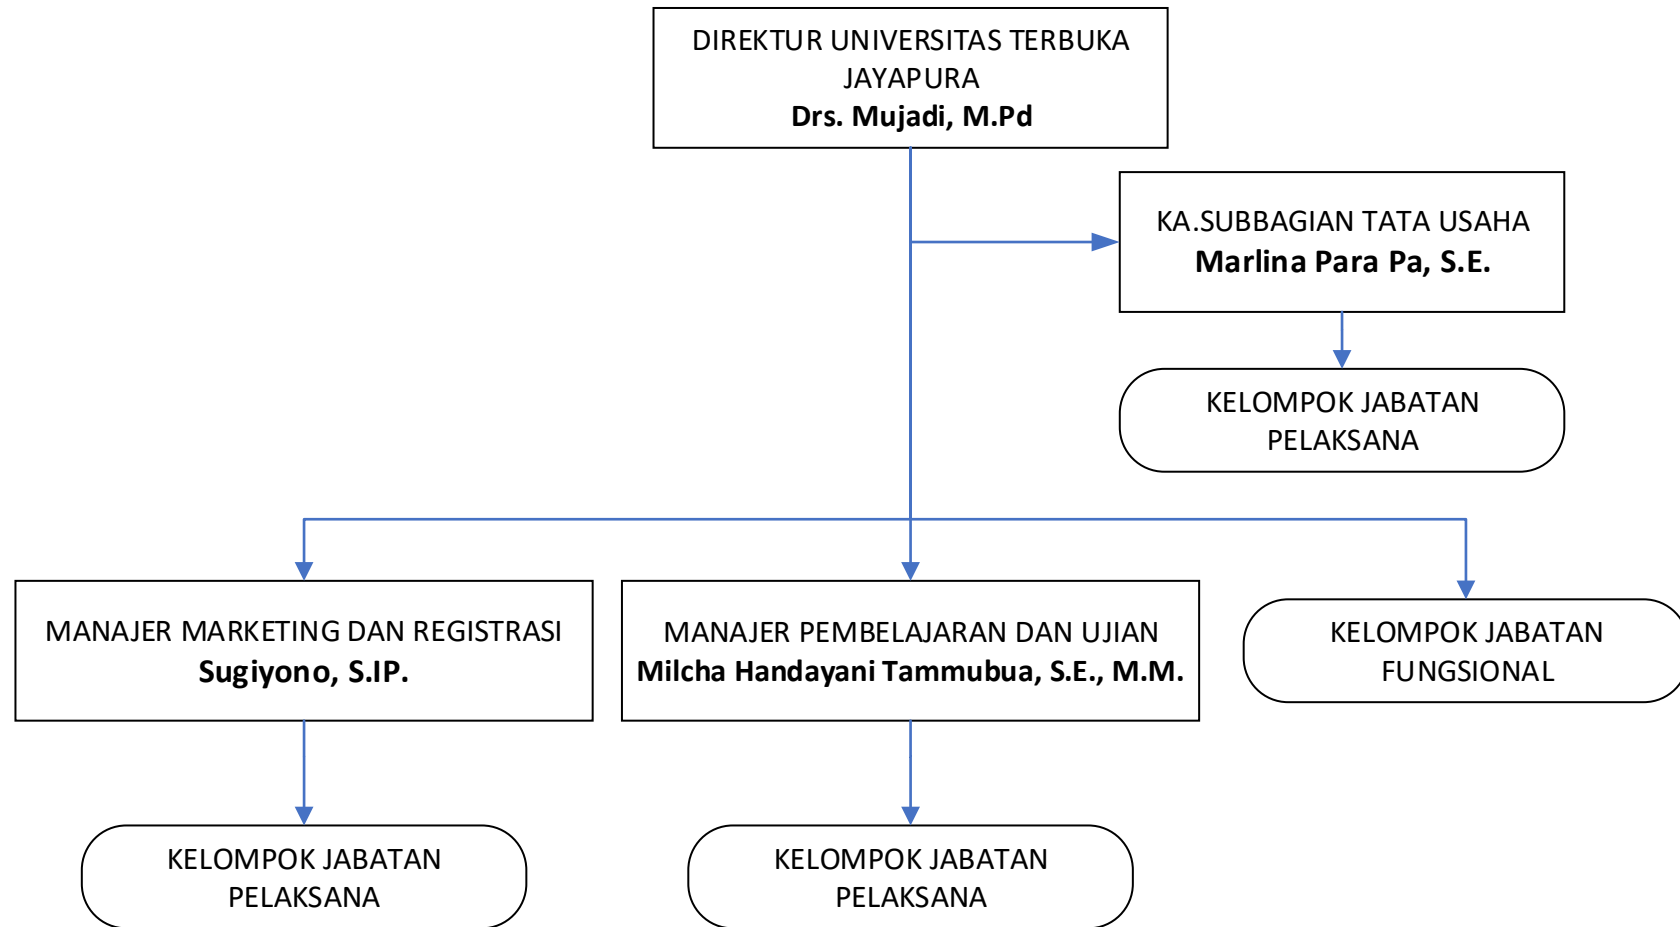 DIREKTUR UNIVERSITAS TERBUKA
JAYAPURA
Drs. Mujadi, M.Pd
KA.SUBBAGIAN TATA USAHA
Marlina Para Pa, S.E.
KELOMPOK JABATAN
PELAKSANA
MANAJER MARKETING DAN REGISTRASI
Sugiyono, S.IP.
MANAJER PEMBELAJARAN DAN UJIAN
Milcha Handayani Tammubua, S.E., M.M.
KELOMPOK JABATAN
FUNGSIONAL
KELOMPOK JABATAN
PELAKSANA
KELOMPOK JABATAN
PELAKSANA